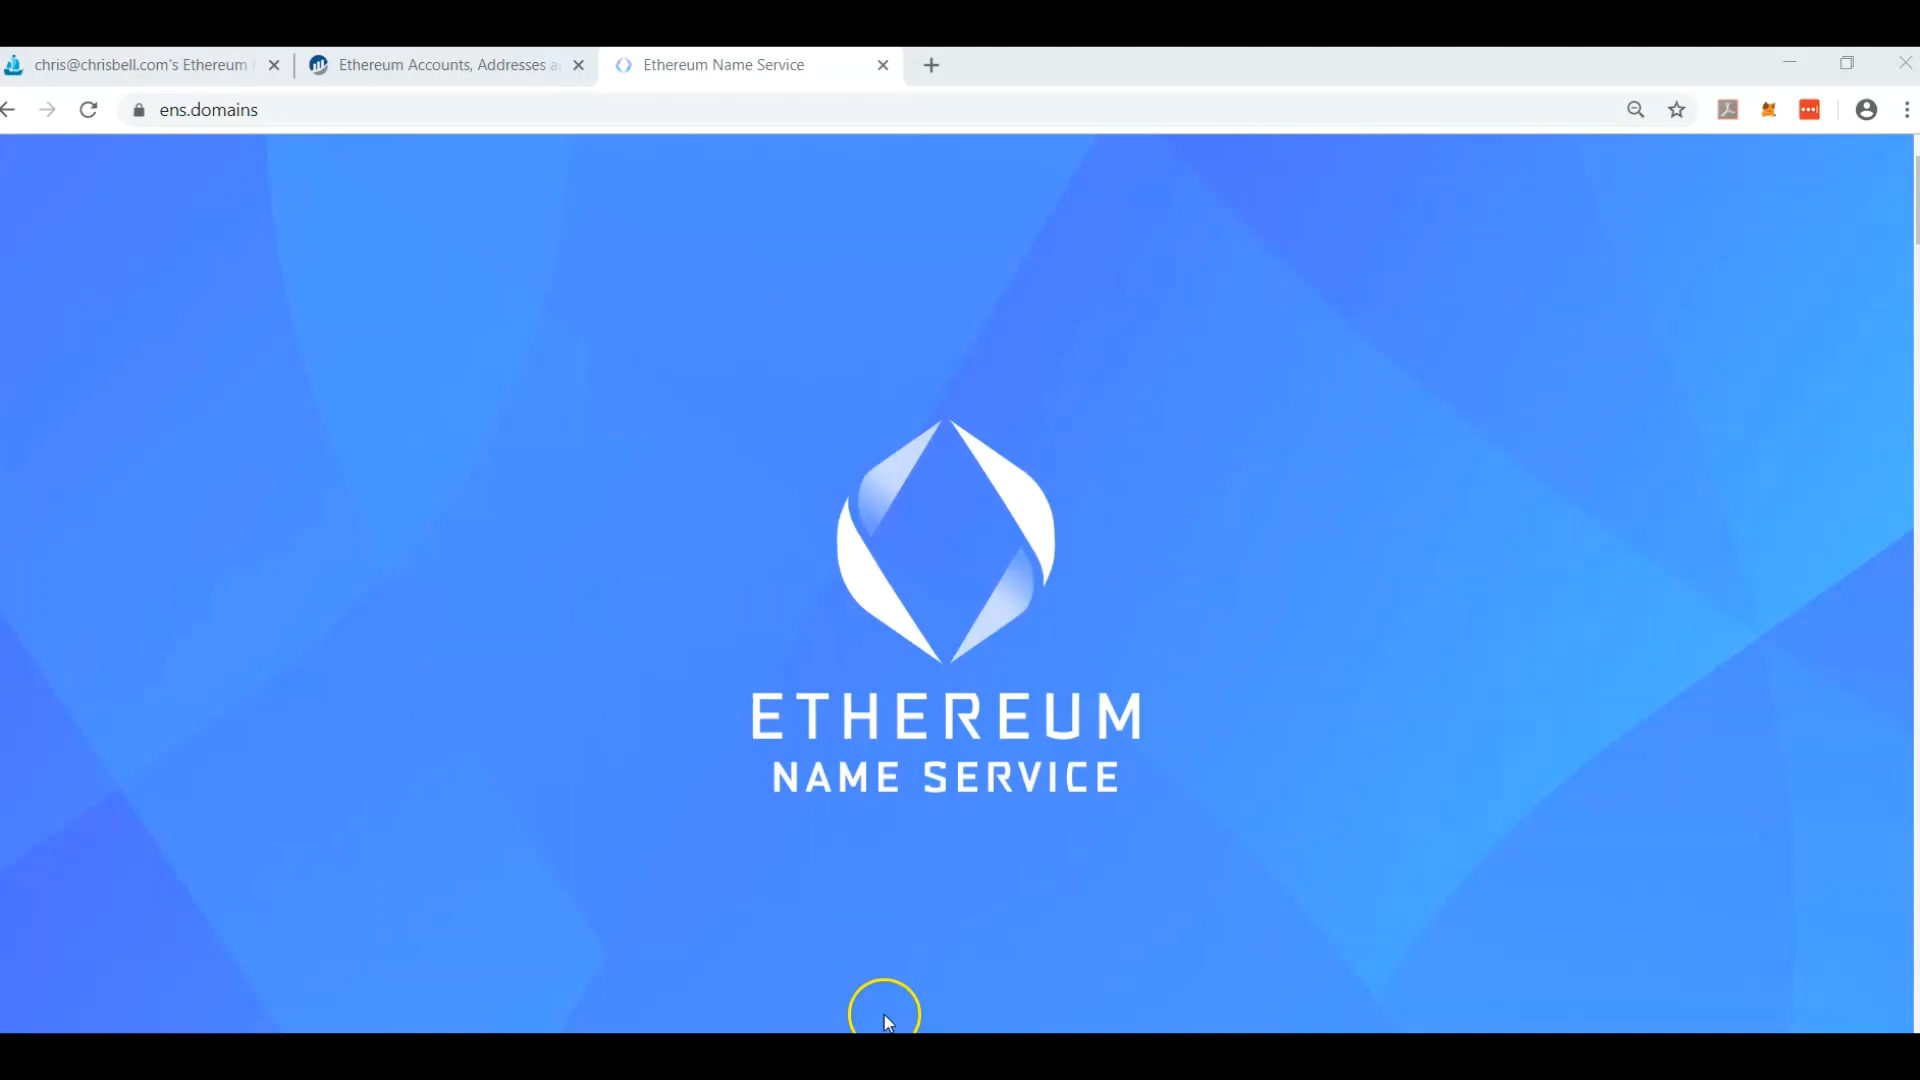 chris@chrisbell.com's Ethereum
Ethereum Accounts, Addresses a
Ethereum Name Service
ens.domains
ETHEREUM
NAME SERVICE